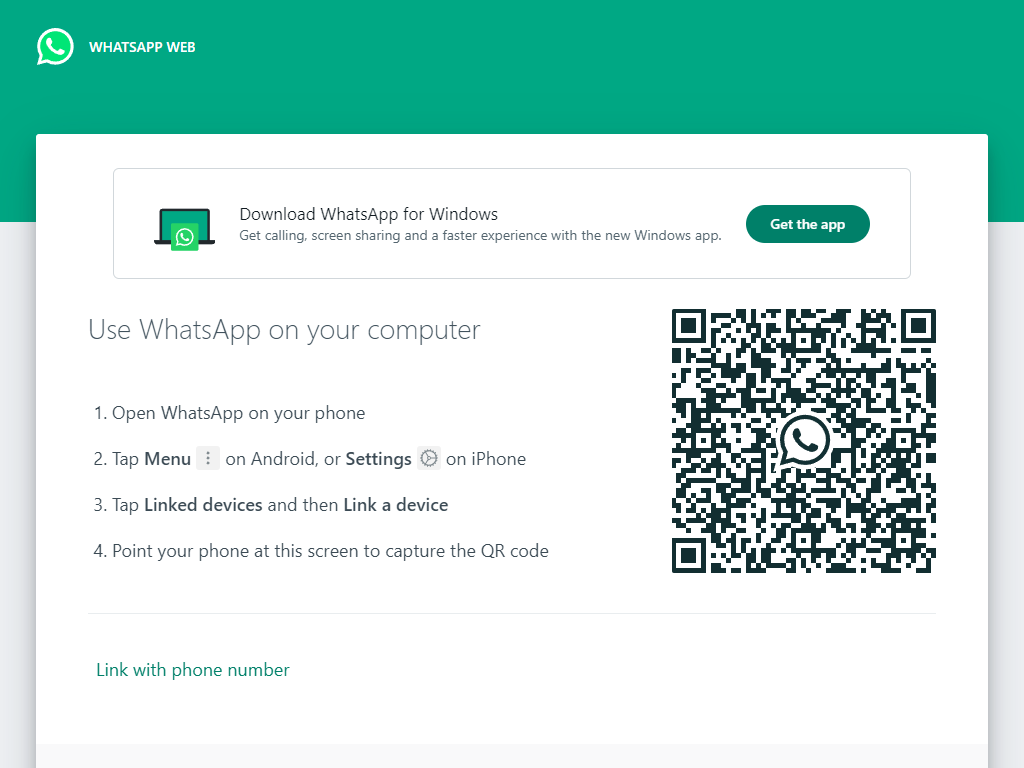 WHATSAPP WEB
Download WhatsApp for Windows
Get calling, screen sharing and a faster experience with the new Windows app.
Get the app
Use WhatsApp on your computer
1. Open WhatsApp on your phone
2. Tap Menu on Android, or Settings on iPhone
3. Tap Linked devices and then Link a device
4. Point your phone at this screen to capture the QR code
Link with phone number